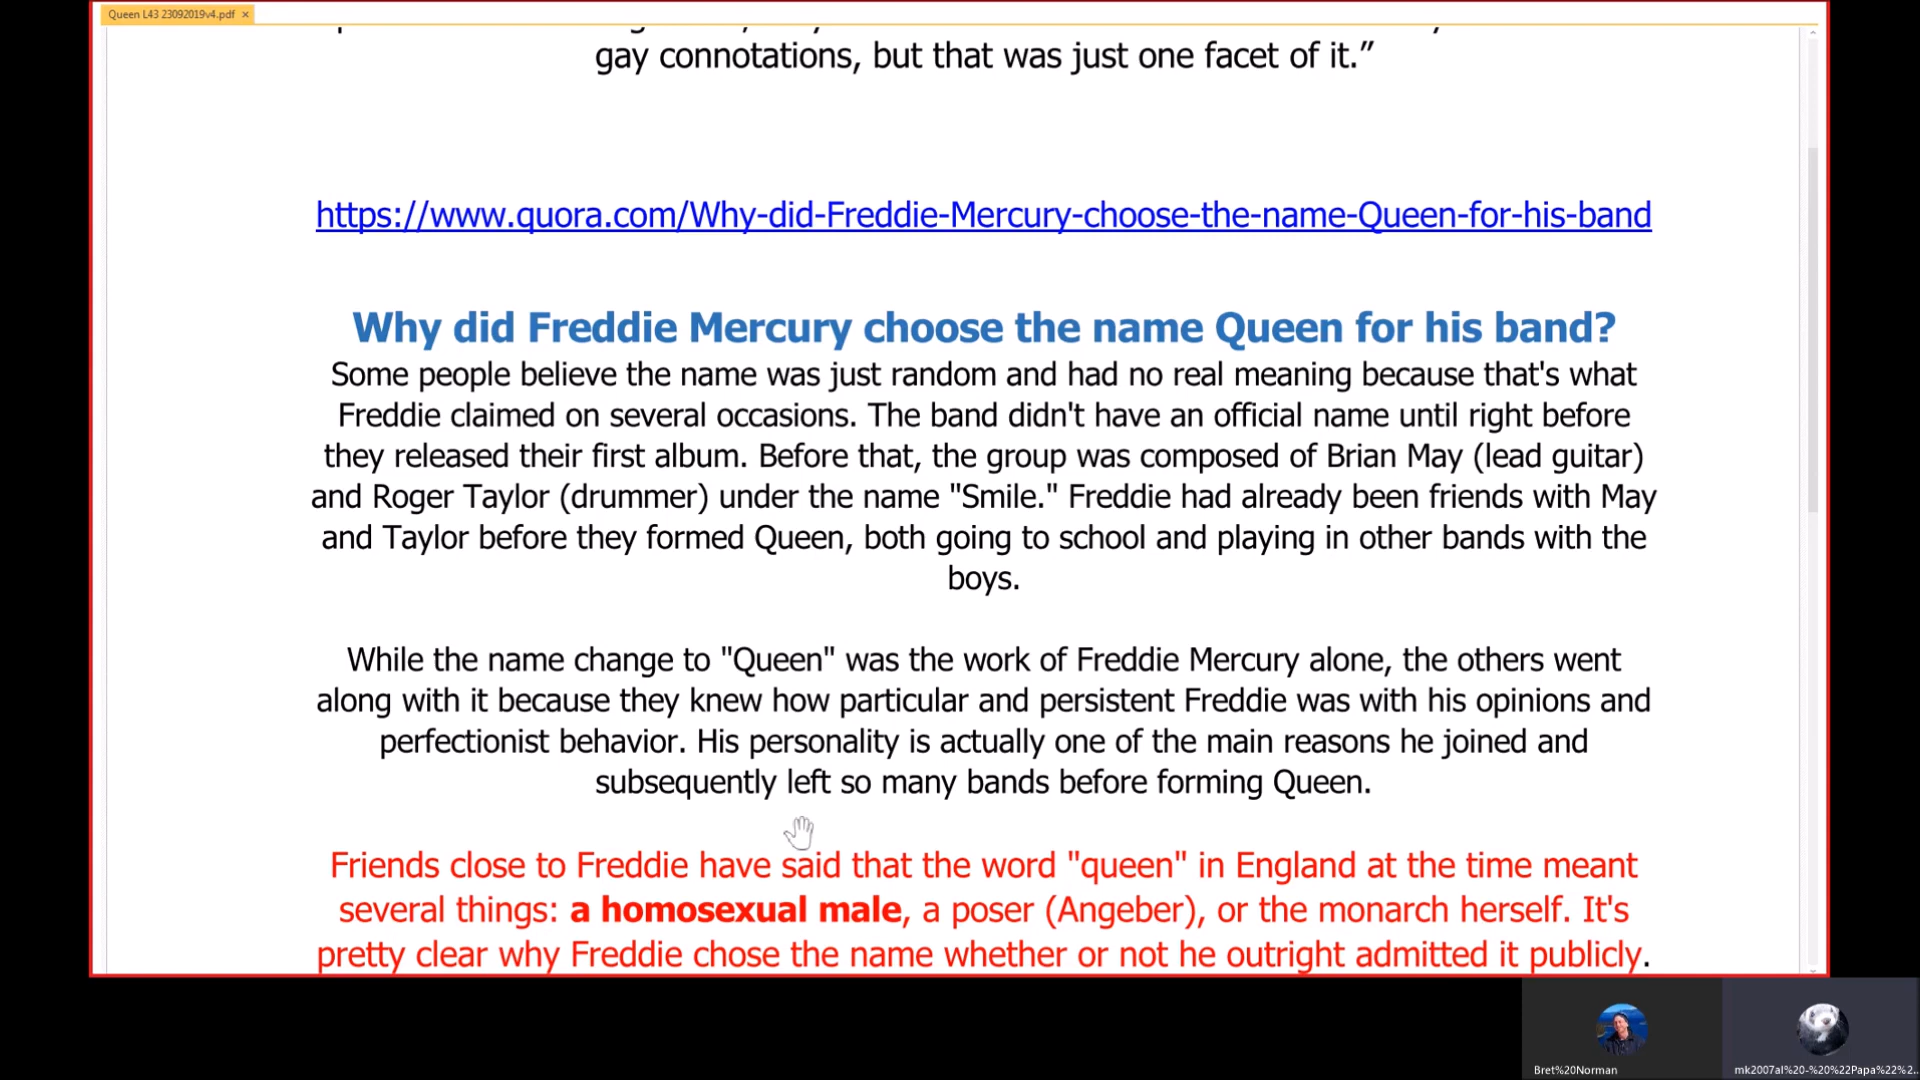 Queen L43 23092019v4.pdf ×
gay connotations, but that was just one facet of it.”
https://www.quora.com/Why-did-Freddie-Mercury-choose-the-name-Queen-for-his-band
Why did Freddie Mercury choose the name Queen for his band?
Some people believe the name was just random and had no real meaning because that's what
Freddie claimed on several occasions. The band didn't have an official name until right before
they released their first album. Before that, the group was composed of Brian May (lead guitar)
and Roger Taylor (drummer) under the name "Smile." Freddie had already been friends with May
and Taylor before they formed Queen, both going to school and playing in other bands with the
boys.
While the name change to "Queen" was the work of Freddie Mercury alone, the others went
along with it because they knew how particular and persistent Freddie was with his opinions and
perfectionist behavior. His personality is actually one of the main reasons he joined and
subsequently left so many bands before forming Queen.
Friends close to Freddie have said that the word "queen" in England at the time meant
several things: a homosexual male, a poser (Angeber), or the monarch herself. It's
pretty clear why Freddie chose the name whether or not he outright admitted it publicly.
Bret%20Norman
mk2007al%20-%20%22Papa%22%2...